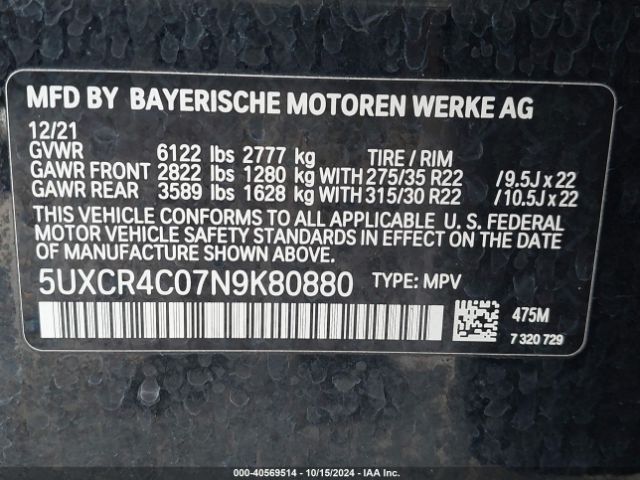 MFD BY BAYERISCHE MOTOREN WERKE AG
12/21
GVWR 6122 lbs 2777 kg TIRE / RIM
GAWR FRONT 2822 lbs 1280 kg WITH 275/35 R22 / 9.5J x 22
GAWR REAR 3589 lbs 1628 kg WITH 315/30 R22 / 10.5J x 22
THIS VEHICLE CONFORMS TO ALL APPLICABLE U. S. FEDERAL
MOTOR VEHICLE SAFETY STANDARDS IN EFFECT ON THE DATE
OF MANUFACTURE SHOWN ABOVE.
5UXCR4C07N9K80880 TYPE: MPV
475M
7 320 729
000-40569514 - 10/15/2024 - IAA Inc.